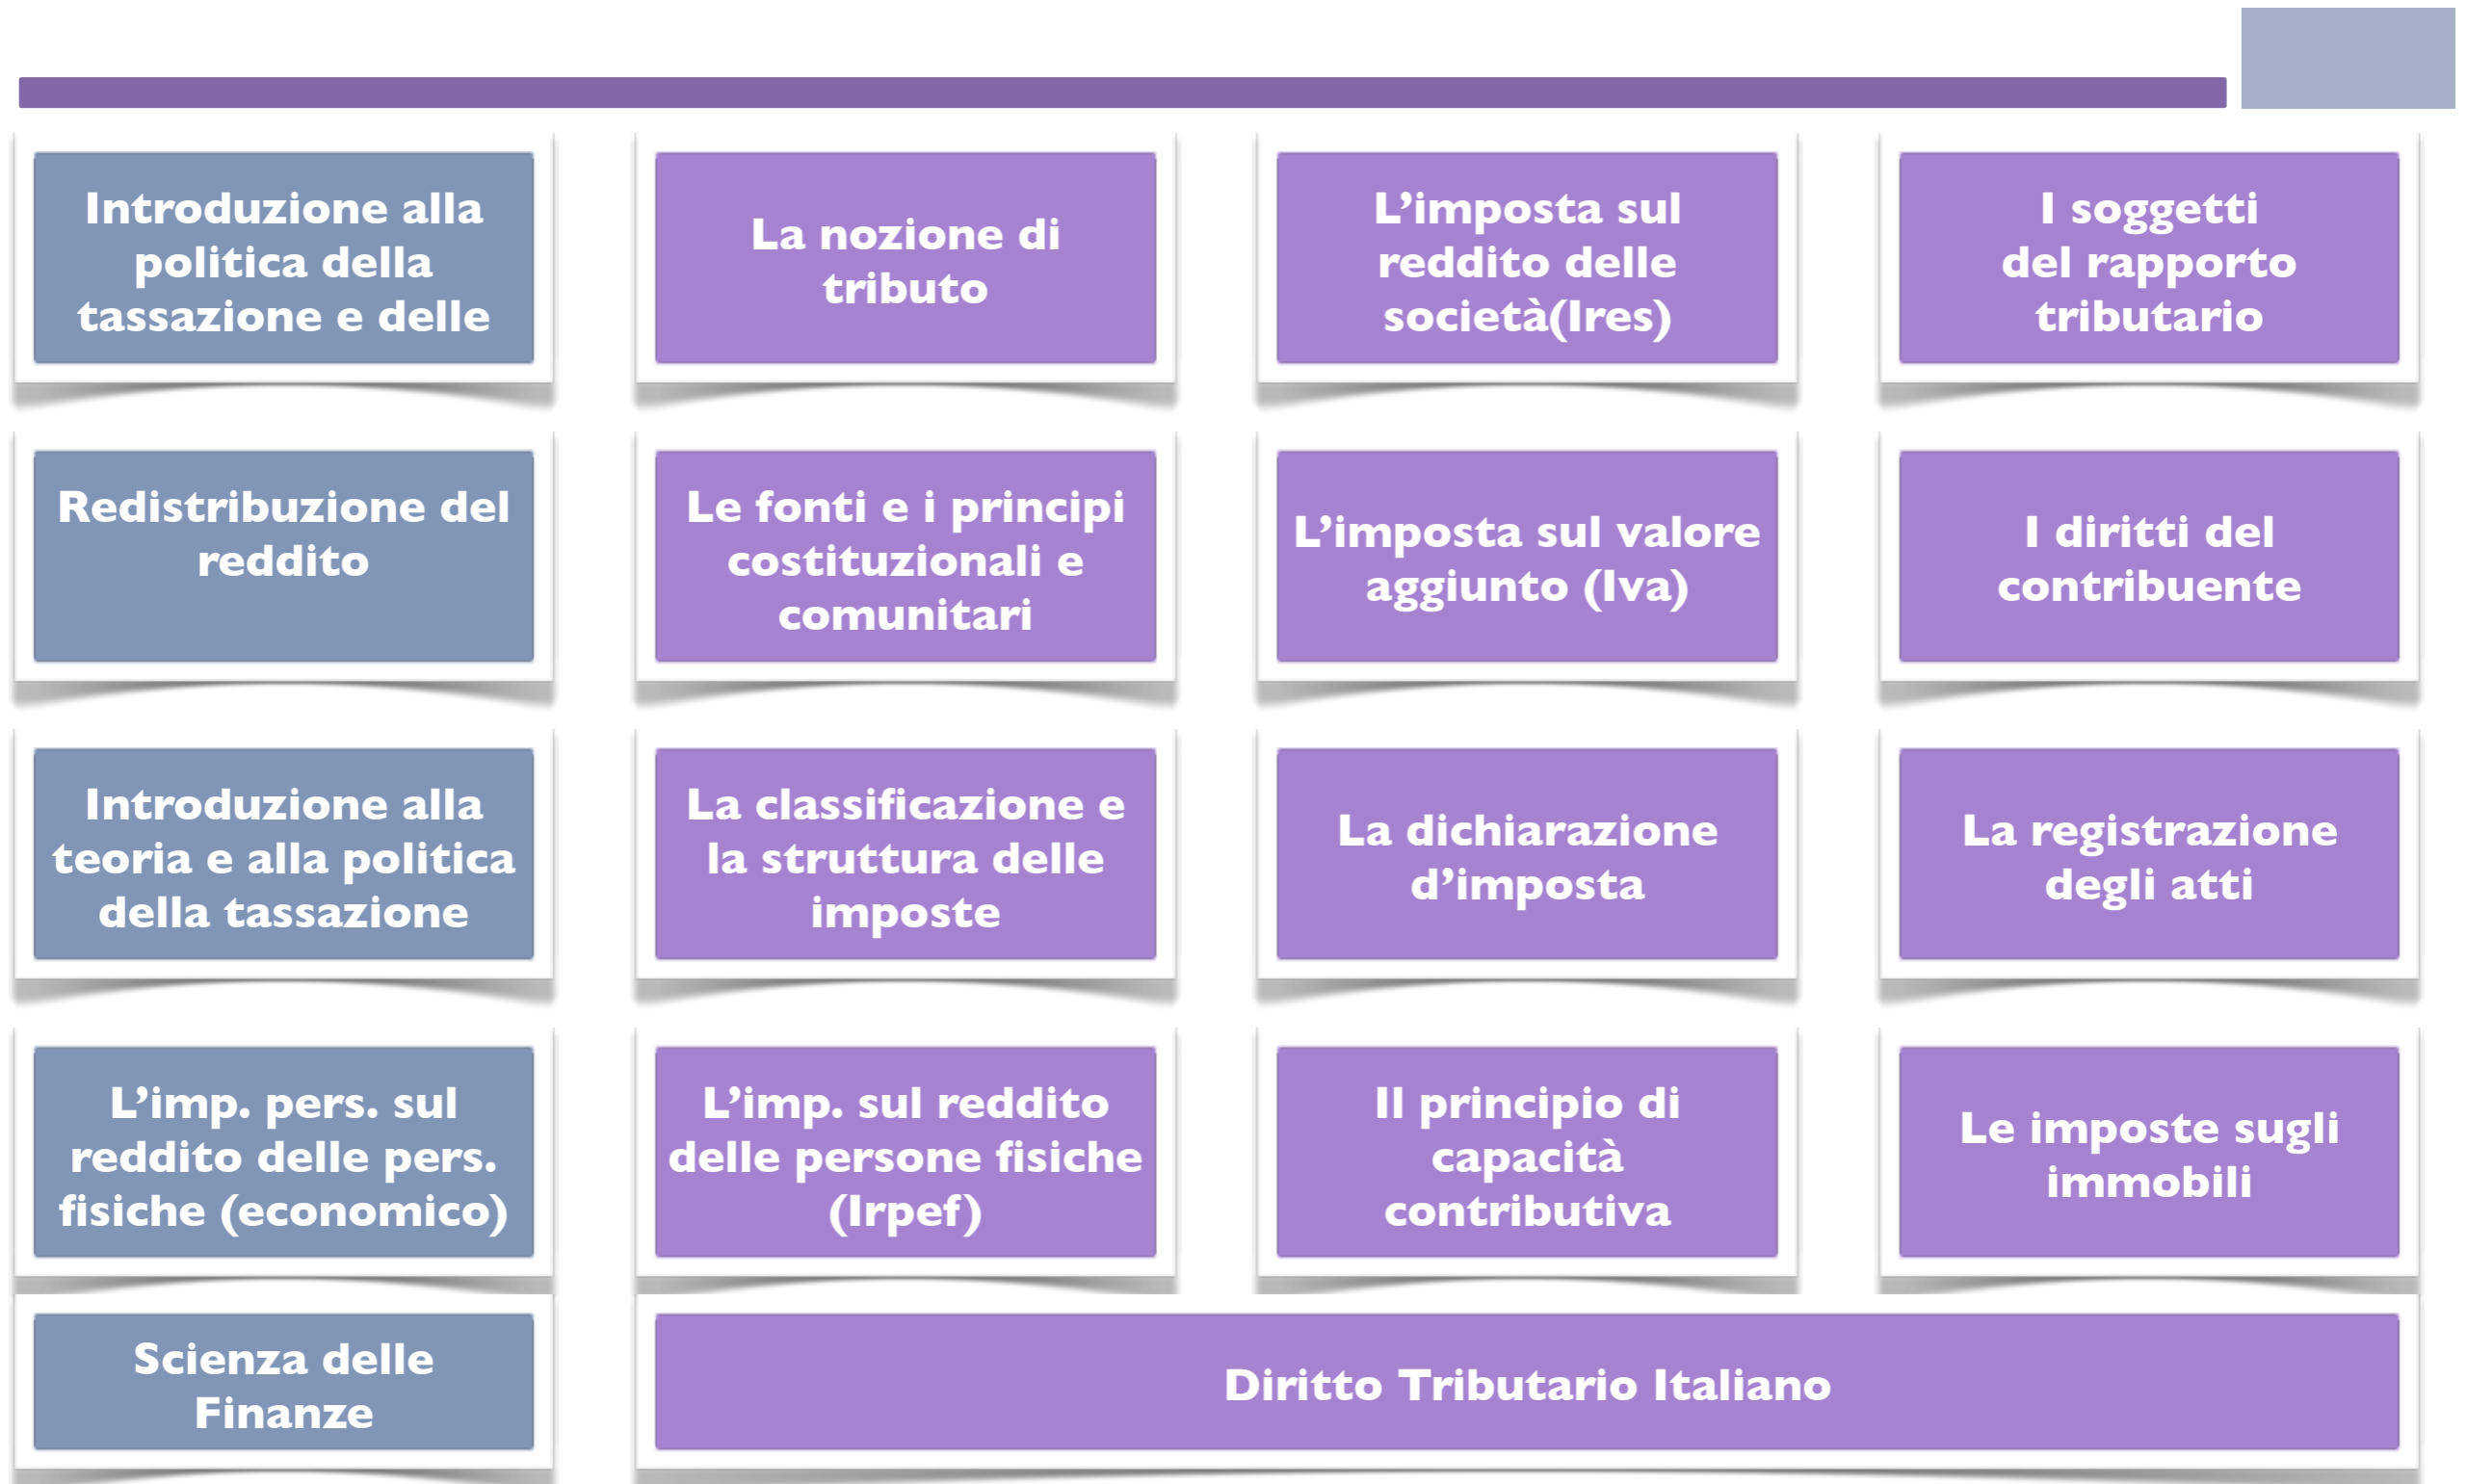 Introduzione alla
politica della
tassazione e delle
La nozione di
tributo
L’imposta sul
reddito delle
società(Ires)
I soggetti
del rapporto
tributario
Redistribuzione del
reddito
Le fonti e i principi
costituzionali e
comunitari
L’imposta sul valore
aggiunto (Iva)
I diritti del
contribuente
Introduzione alla
teoria e alla politica
della tassazione
La classificazione e
la struttura delle
imposte
La dichiarazione
d’imposta
La registrazione
degli atti
L’imp. pers. sul
reddito delle pers.
fisiche (economico)
L’imp. sul reddito
delle persone fisiche
(Irpef)
Il principio di
capacità
contributiva
Le imposte sugli
immobili
Scienza delle
Finanze
Diritto Tributario Italiano